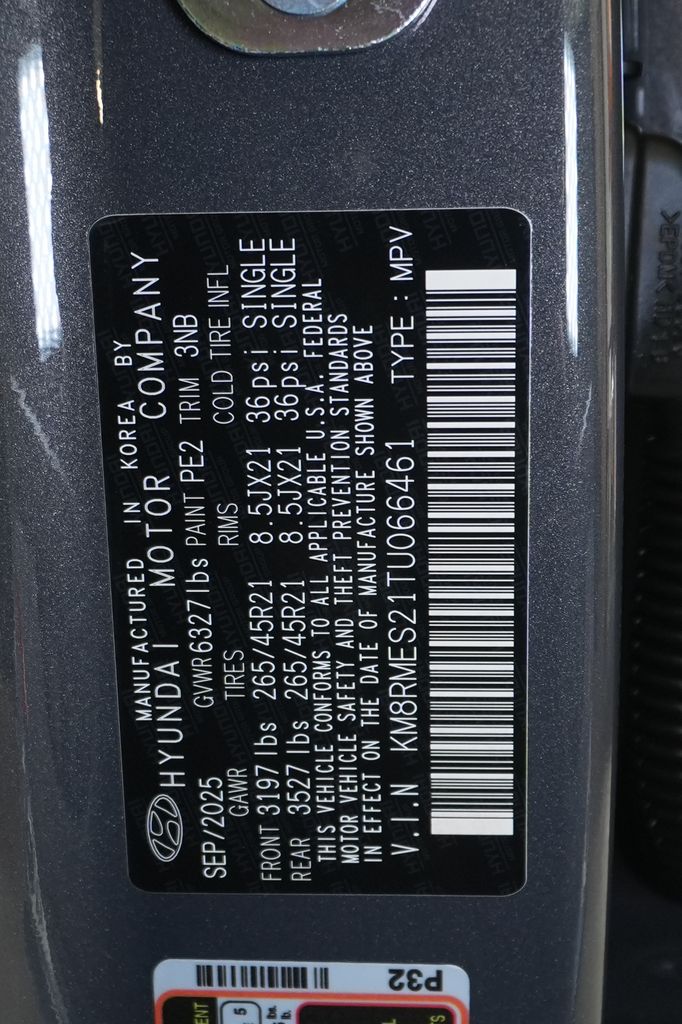 MANUFACTURED IN KOREA BY
HYUNDAI MOTOR COMPANY
SEP/2025 GVWR 6327 lbs PAINT PE2 TRIM 3NB
GAWR TIRES RIMS COLD TIRE INFL
FRONT 3197 lbs 265/45R21 8.5JX21 36psi SINGLE
REAR 3527 lbs 265/45R21 8.5JX21 36psi SINGLE
THIS VEHICLE CONFORMS TO ALL APPLICABLE U.S.A. FEDERAL
MOTOR VEHICLE SAFETY AND THEFT PREVENTION STANDARDS
IN EFFECT ON THE DATE OF MANUFACTURE SHOWN ABOVE
V.I.N KM8RMES21TU066461 TYPE : MPV
P32
5